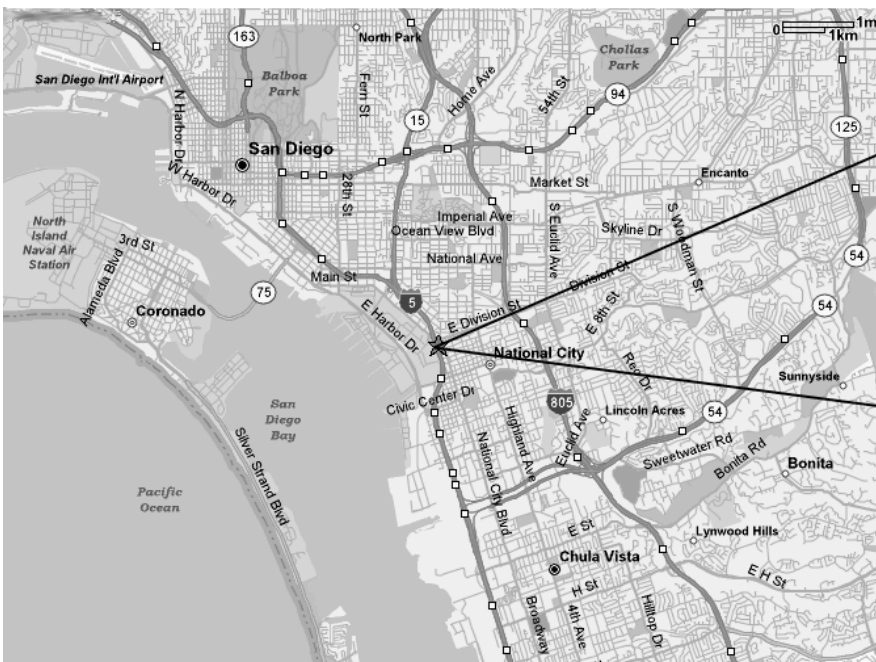 163
North Park
Chollas
Park
1m
0
1km
San Diego Int'l Airport
Balboa
Park
Fern St
Home Ave
54th St
94
N Harbor Dr
15
125
San Diego
W Harbor Dr
28th St
Market St
Encanto
North
Island
Naval Air
Station
Imperial Ave
Ocean View Blvd
S Euclid Ave
Skyline Dr
S Woodman St
3rd St
National Ave
54
Alameda Blvd
Main St
Division St
75
5
Coronado
E Harbor Dr
E Division St
E 8th St
54
National City
Reo Dr
Sunnyside
Civic Center Dr
805
San
Diego
Bay
Highland Ave
Euclid Ave
Lincoln Acres
54
Silver Strand Blvd
National City Blvd
Sweetwater Rd
Bonita Rd
Bonita
Pacific
Ocean
E St
Lynwood Hills
Chula Vista
H St
E H St
Broadway
4th Ave
Hilltop Dr